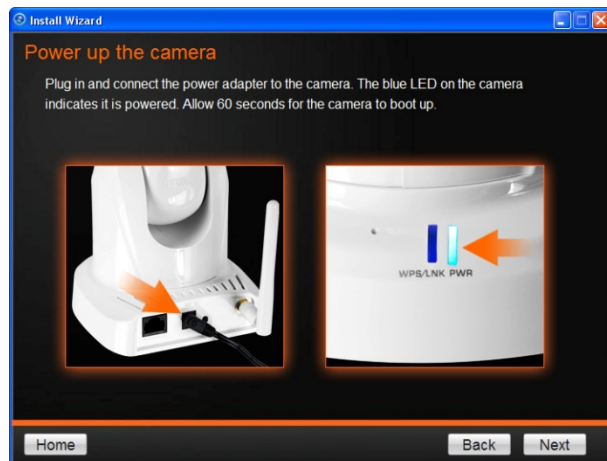 Install Wizard
Power up the camera
Plug in and connect the power adapter to the camera. The blue LED on the camera
indicates it is powered. Allow 60 seconds for the camera to boot up.
WPS/LNK PWR
Home Back Next